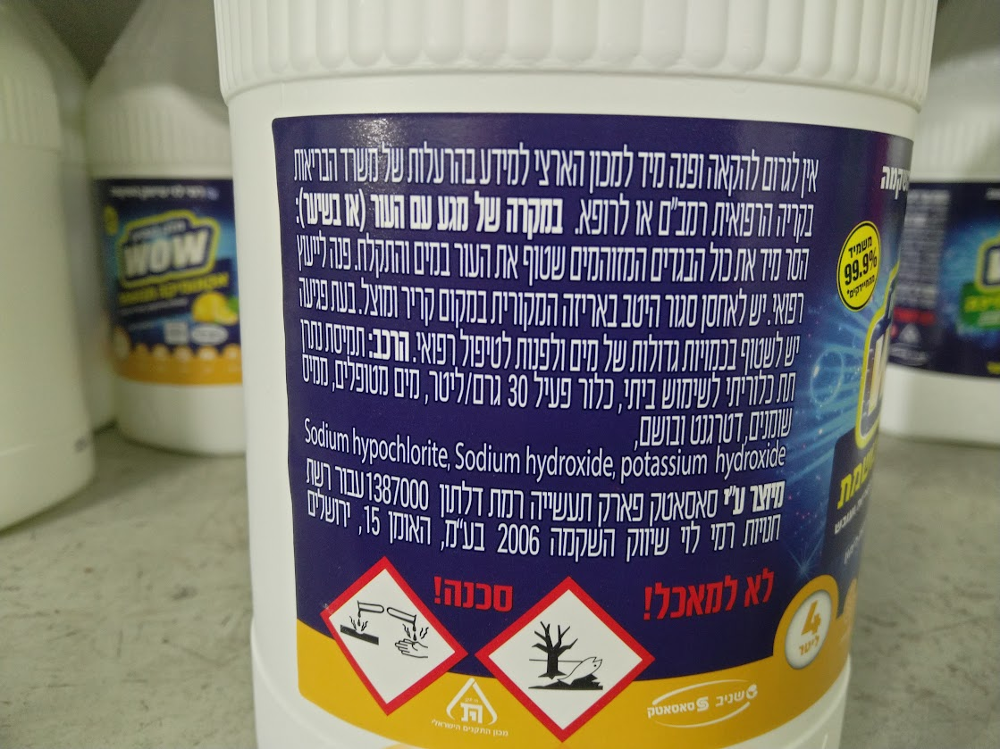 אין לגרום להקאה ופנה מיד למכון הארצי למידע בהרעלות של משרד הבריאות
בקריה הרפואית רמב"ם או לרופא. במקרה של מגע עם העור (או בשיער):
הסר מיד את כול הבגדים המזוהמים שטוף את העור במים והתקלח. פנה לייעוץ
רפואי. יש לאחסן סגור היטב באריזה המקורית במקום קריר ומוצל. בעת פגיעה
יש לשטוף בכמויות גדולות של מים ולפנות לטיפול רפואי. הרכב: תמיסת נתרן
תת כלוריתי לשימוש ביתי, כלור פעיל 30 גרם/ליטר, מים מטופלים, ממיס
שומנים, דטרגנט ובושם,
Sodium hypochlorite, Sodium hydroxide, potassium hydroxide
מיוצר ע"י סאסאטק פארק תעשייה רמת דלתון 1387000 עבור רשת
חנויות רמי לוי שיווק השקמה 2006 בע"מ, האומן 15, ירושלים
לא למאכל!
סכנה!
מכון התקנים הישראלי
שניב סאסאטק
4
ליטר
משמיד
99.9%
מהחיידקים*
WOW